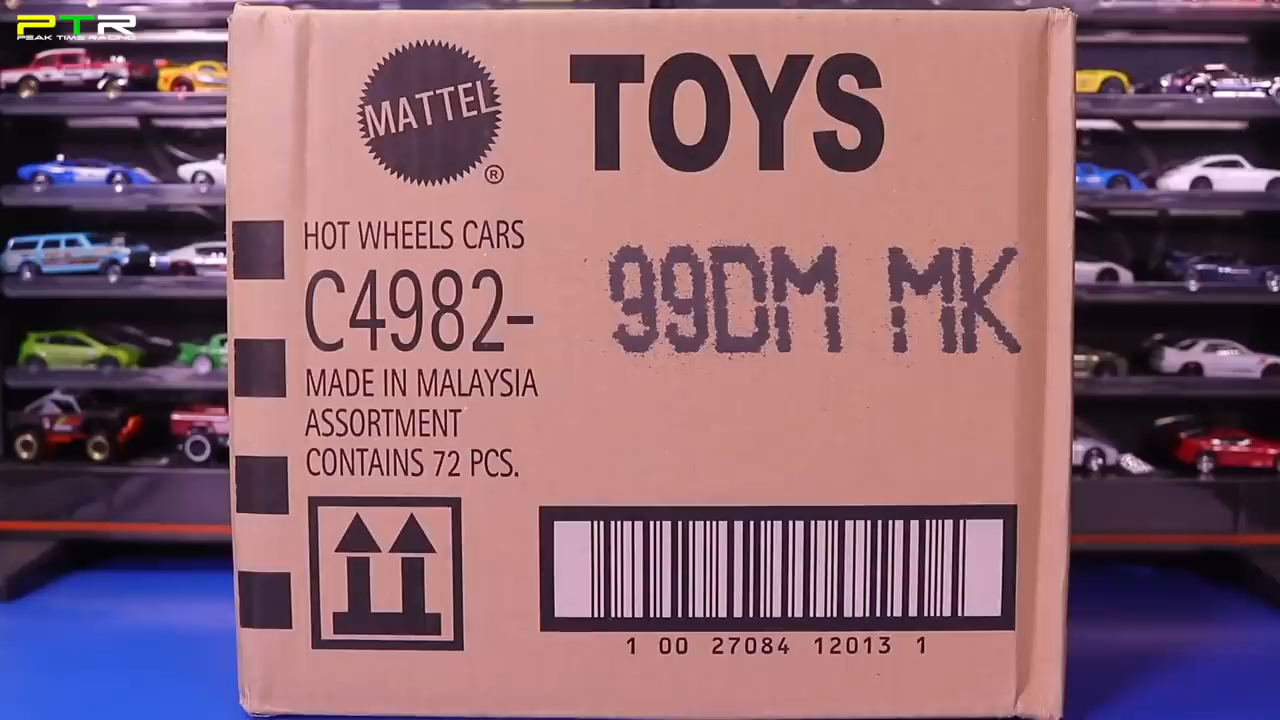 PTR
PEAK TIME RACING
MATTEL
®
TOYS
HOT WHEELS CARS
C4982-
99DM MK
MADE IN MALAYSIA
ASSORTMENT
CONTAINS 72 PCS.
1 00 27084 12013 1